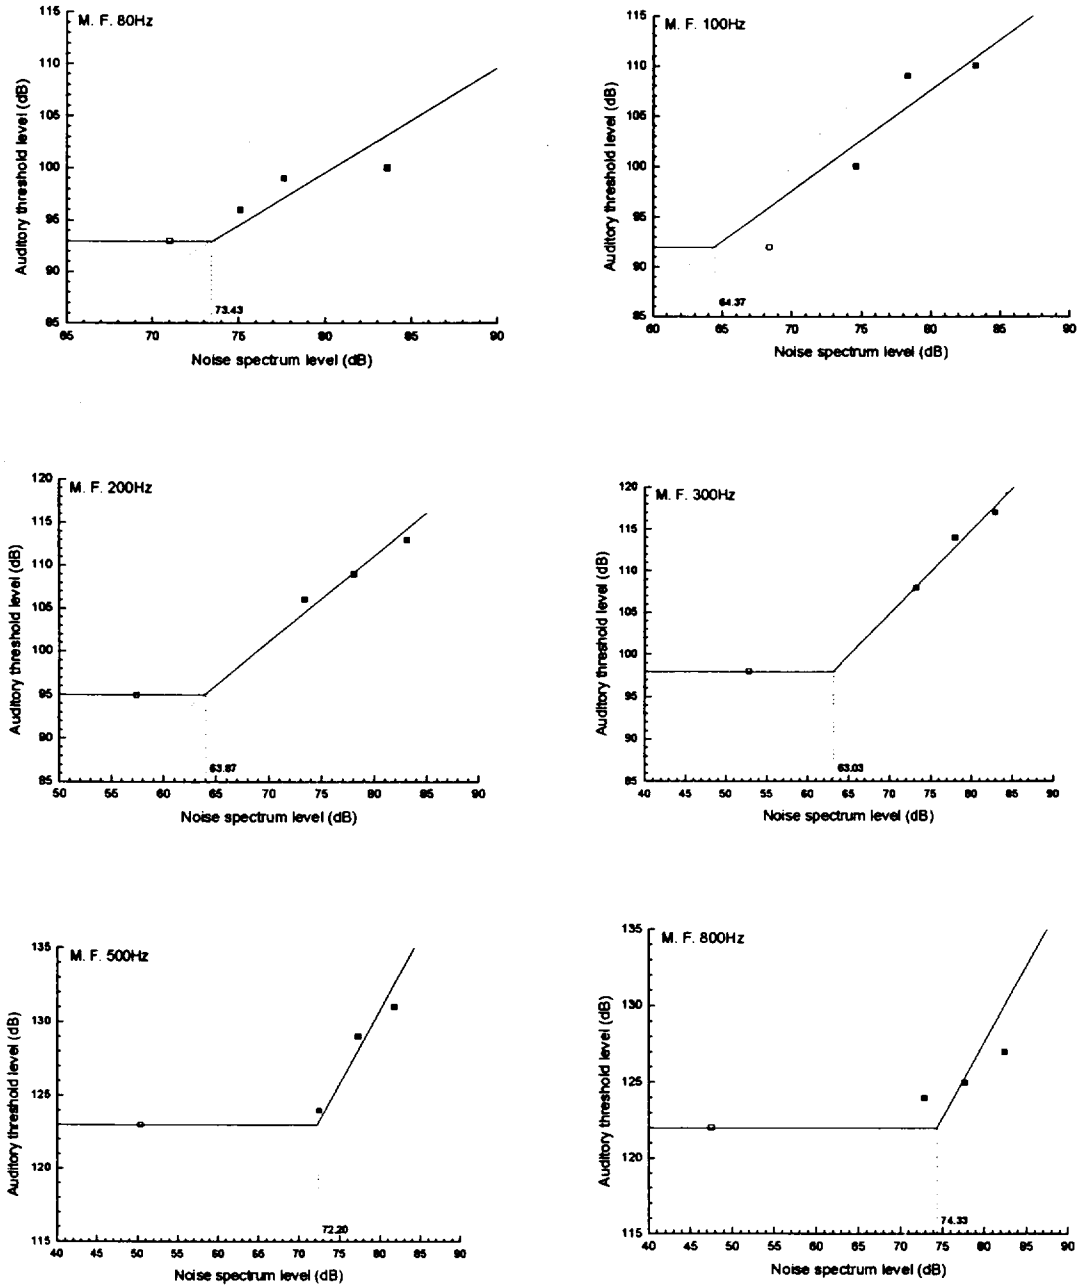 M. F. 80Hz
Auditory threshold level (dB)
115
110
105
100
95
90
85
73.43
65 70 75 80 85 90
Noise spectrum level (dB)
M. F. 100Hz
Auditory threshold level (dB)
115
110
105
100
95
90
85
64.37
60 65 70 75 80 85 90
Noise spectrum level (dB)
M. F. 200Hz
Auditory threshold level (dB)
120
115
110
105
100
95
90
85
63.87
50 55 60 65 70 75 80 85 90
Noise spectrum level (dB)
M. F. 300Hz
Auditory threshold level (dB)
120
115
110
105
100
95
90
85
63.03
40 45 50 55 60 65 70 75 80 85 90
Noise spectrum level (dB)
M. F. 500Hz
Auditory threshold level (dB)
135
130
125
120
115
72.20
40 45 50 55 60 65 70 75 80 85 90
Noise spectrum level (dB)
M. F. 800Hz
Auditory threshold level (dB)
135
130
125
120
115
74.33
40 45 50 55 60 65 70 75 80 85 90
Noise spectrum level (dB)